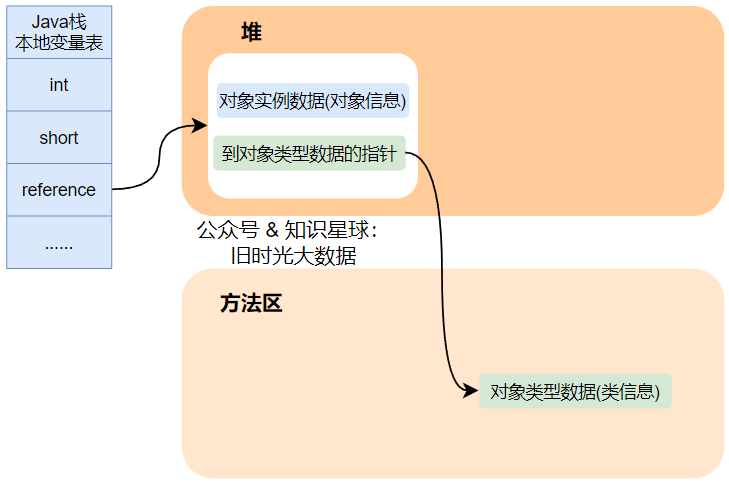 Java栈
本地变量表
int
short
reference
......
堆
对象实例数据(对象信息)
到对象类型数据的指针
公众号 & 知识星球：
旧时光大数据
方法区
对象类型数据(类信息)